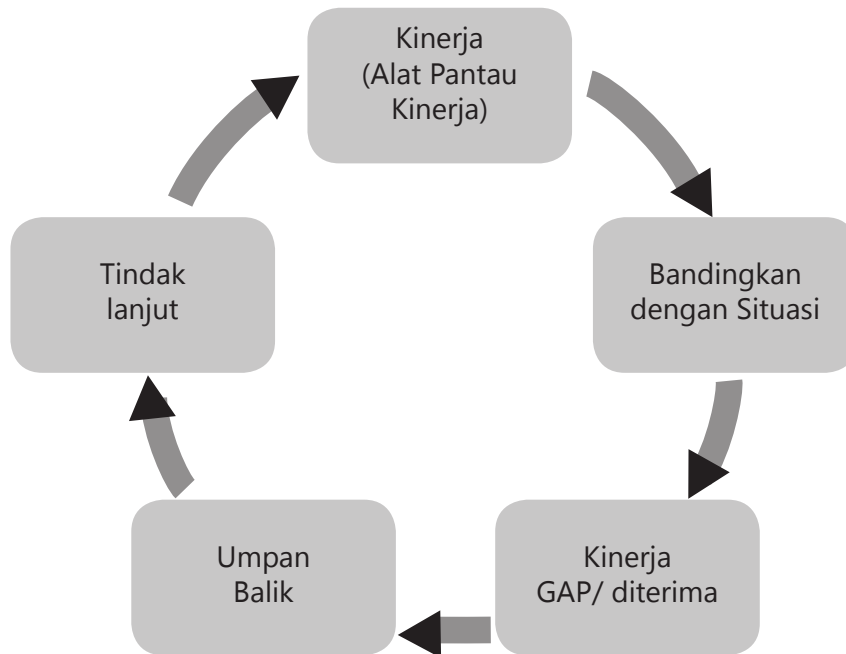 Kinerja
(Alat Pantau
Kinerja)
Bandingkan
dengan Situasi
Kinerja
GAP/ diterima
Umpan
Balik
Tindak
lanjut